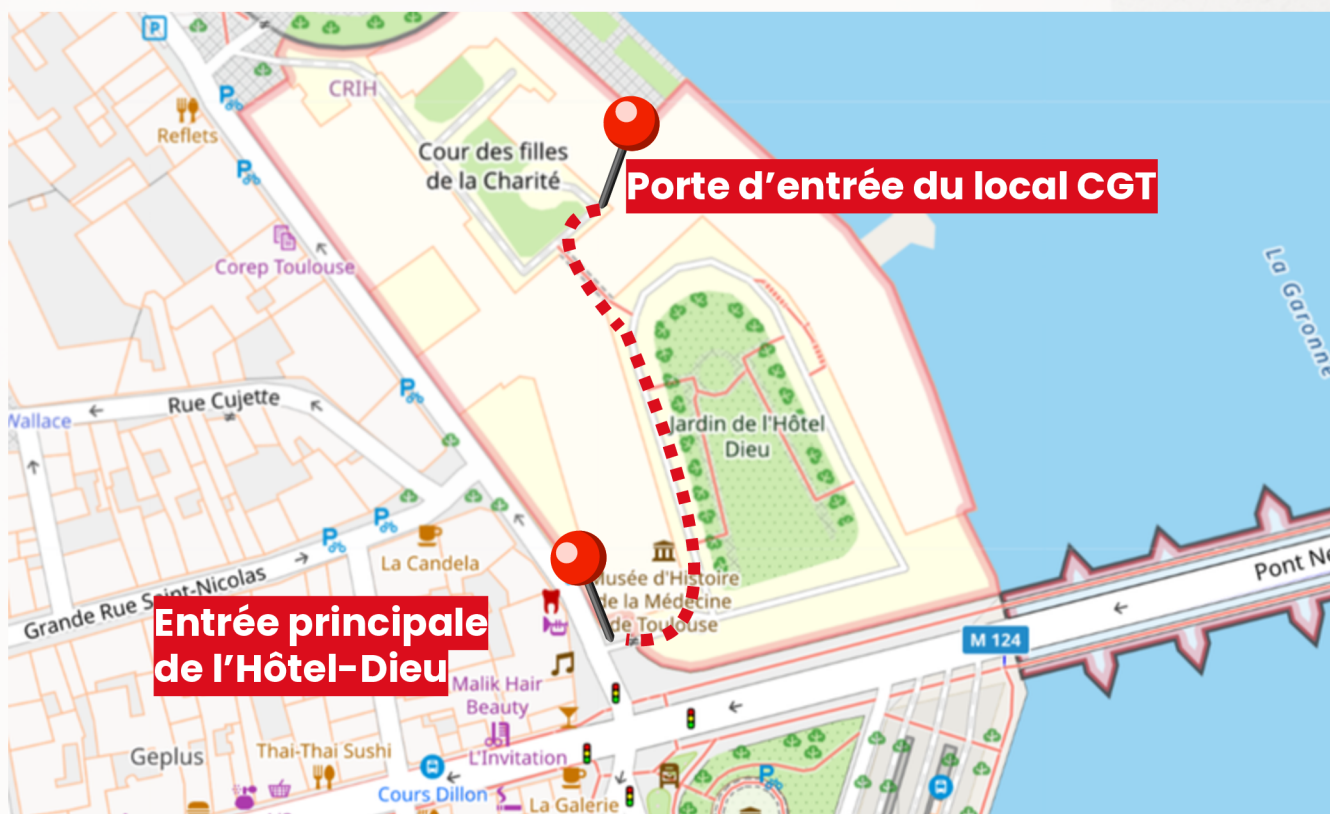 P
CRIH
P
Reflets
P
Cour des filles
de la Charité
Porte d’entrée du local CGT
Corep Toulouse
La Garonne
P
Rue Cujette
Wallace
Jardin de l'Hôtel
Dieu
P
P
La Candela
Grande Rue Saint-Nicolas
Musée d'Histoire
de la Médecine
de Toulouse
Pont Ne
Entrée principale
de l’Hôtel-Dieu
M 124
Malik Hair
Beauty
Geplus
Thai-Thai Sushi
L'Invitation
P
Cours Dillon
La Galerie